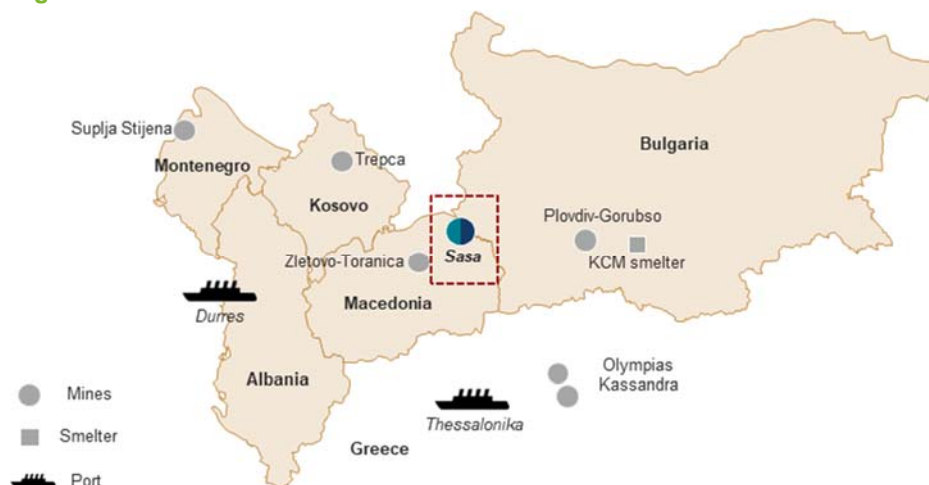 Suplja Stijena
Montenegro
Trepca
Kosovo
Bulgaria
Plovdiv-Gorubso
KCM smelter
Sasa
Zletovo-Toranica
Macedonia
Durres
Albania
Olympias
Kassandra
Thessalonika
Greece
Mines
Smelter
Port